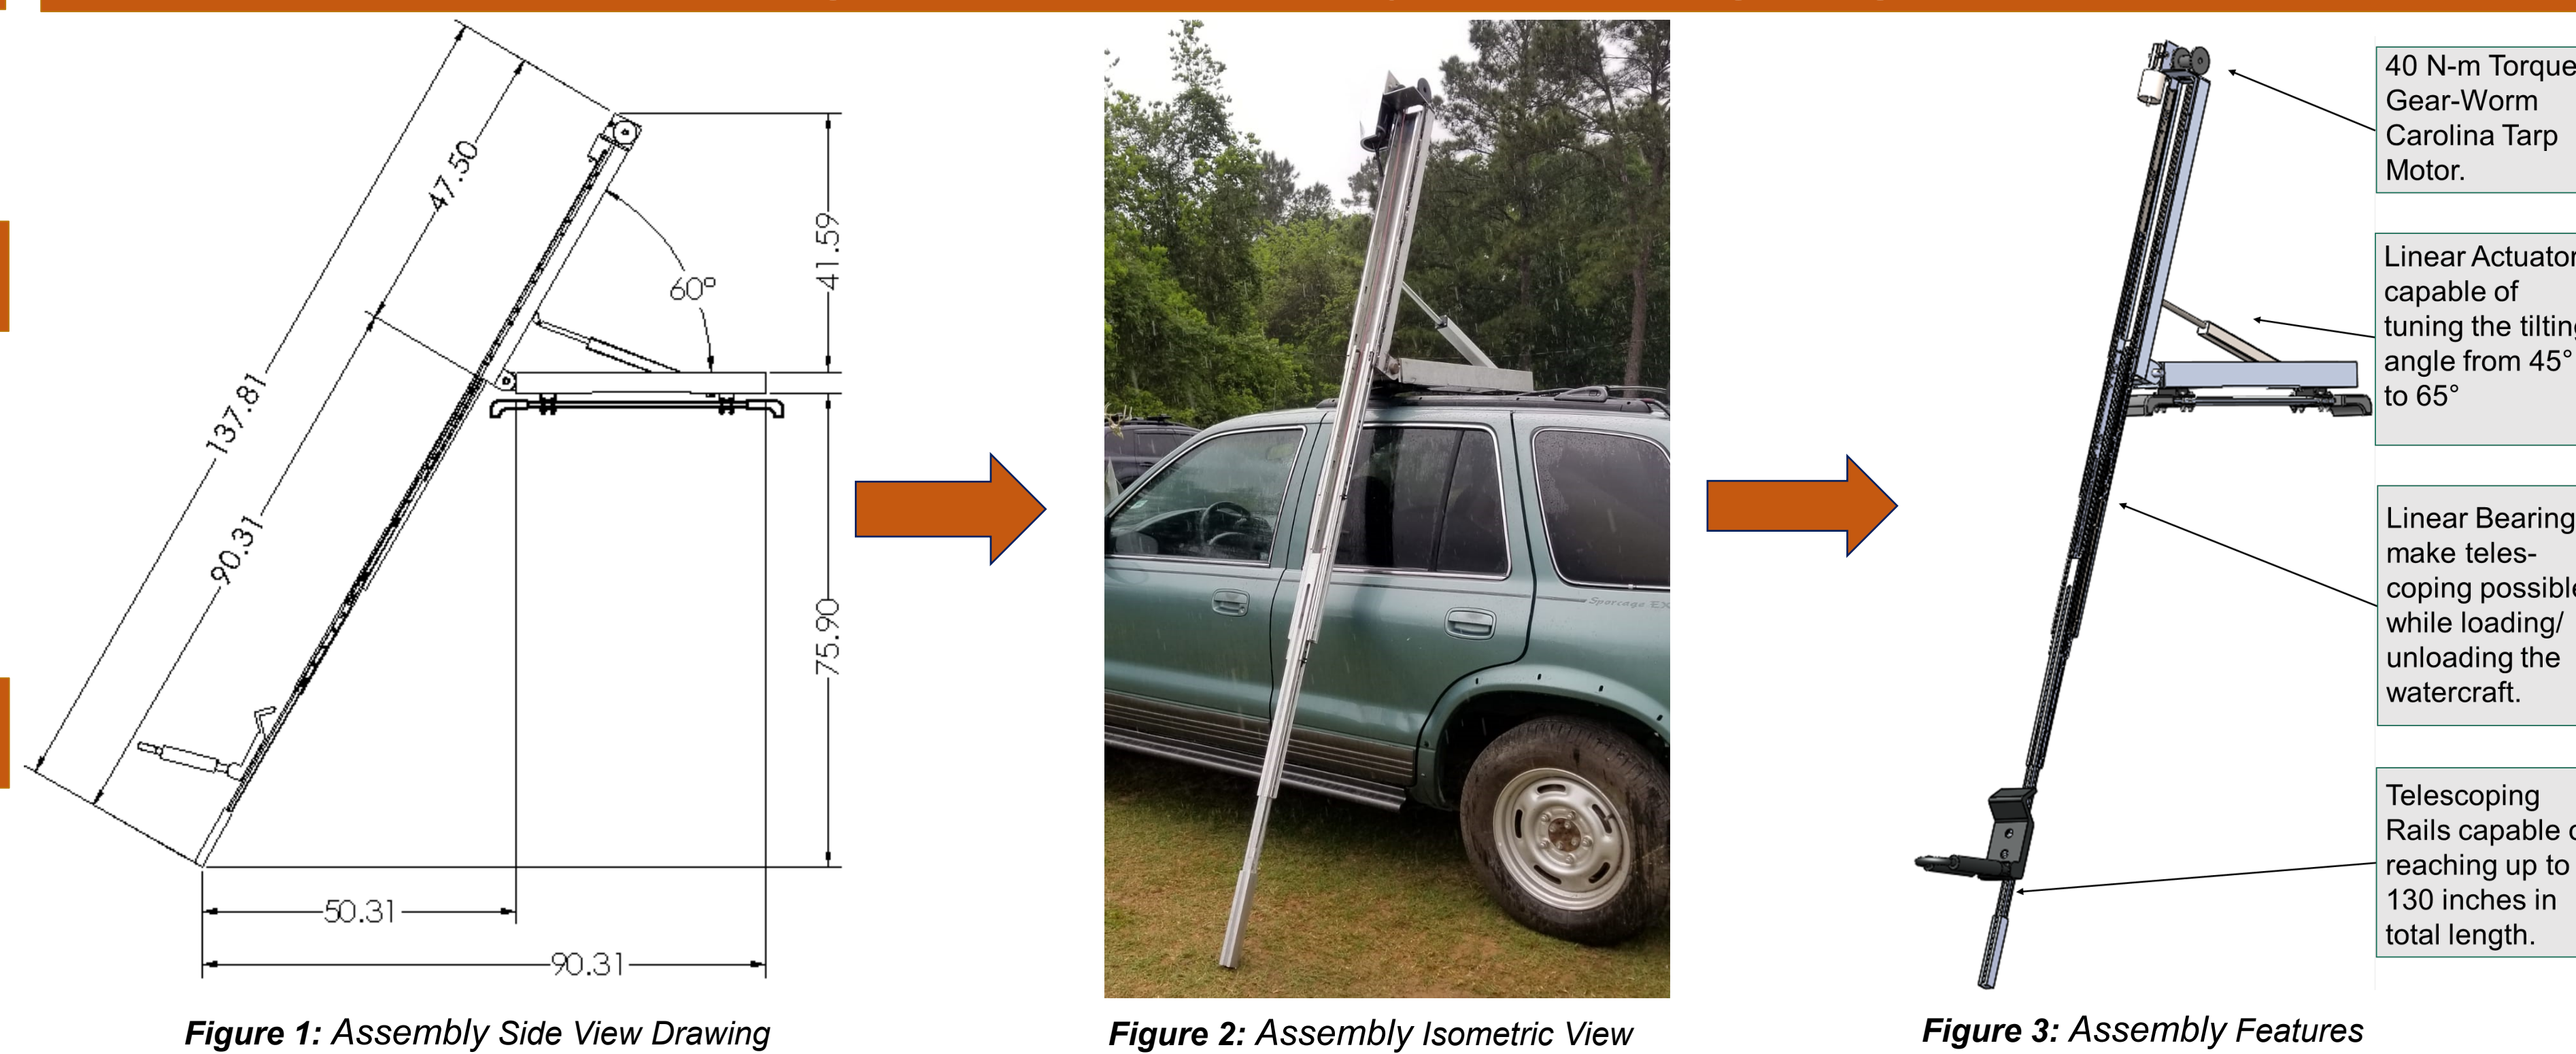 137.81
47.50
90.31
60°
41.59
75.90
50.31
90.31
Figure 1: Assembly Side View Drawing
Sportage EX
Figure 2: Assembly Isometric View
40 N-m Torque
Gear-Worm
Carolina Tarp
Motor.
Linear Actuator
capable of
tuning the tilting
angle from 45°
to 65°
Linear Bearing
make teles-
coping possible
while loading/
unloading the
watercraft.
Telescoping
Rails capable
reaching up to
130 inches in
total length.
Figure 3: Assembly Features